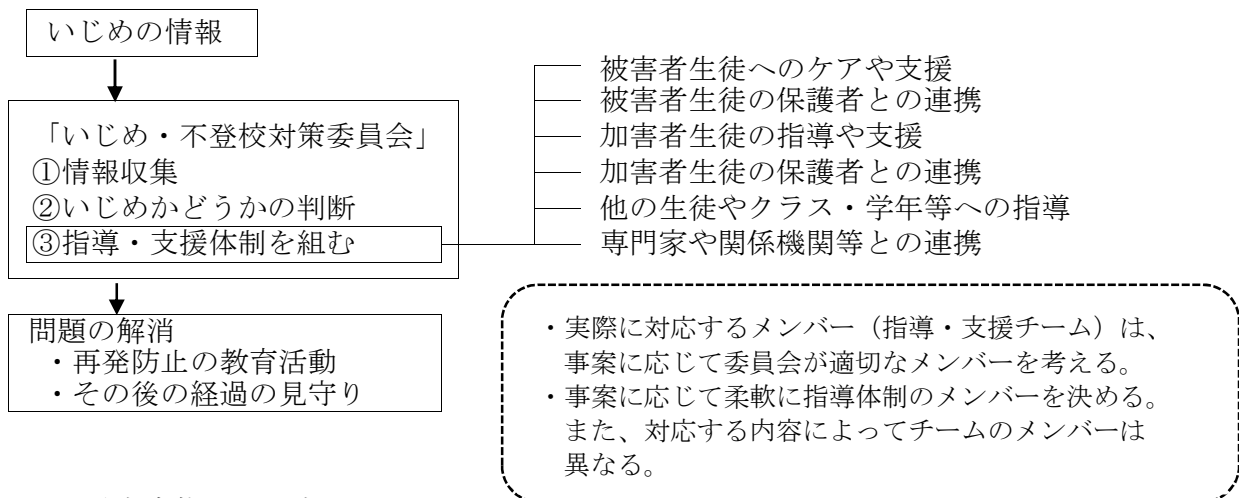 いじめの情報
「いじめ・不登校対策委員会」
①情報収集
②いじめかどうかの判断
③指導・支援体制を組む
被害者生徒へのケアや支援
被害者生徒の保護者との連携
加害者生徒の指導や支援
加害者生徒の保護者との連携
他の生徒やクラス・学年等への指導
専門家や関係機関等との連携
問題の解消
・再発防止の教育活動
・その後の経過の見守り
・実際に対応するメンバー（指導・支援チーム）は、
事案に応じて委員会が適切なメンバーを考える。
・事案に応じて柔軟に指導体制のメンバーを決める。
また、対応する内容によってチームのメンバーは
異なる。